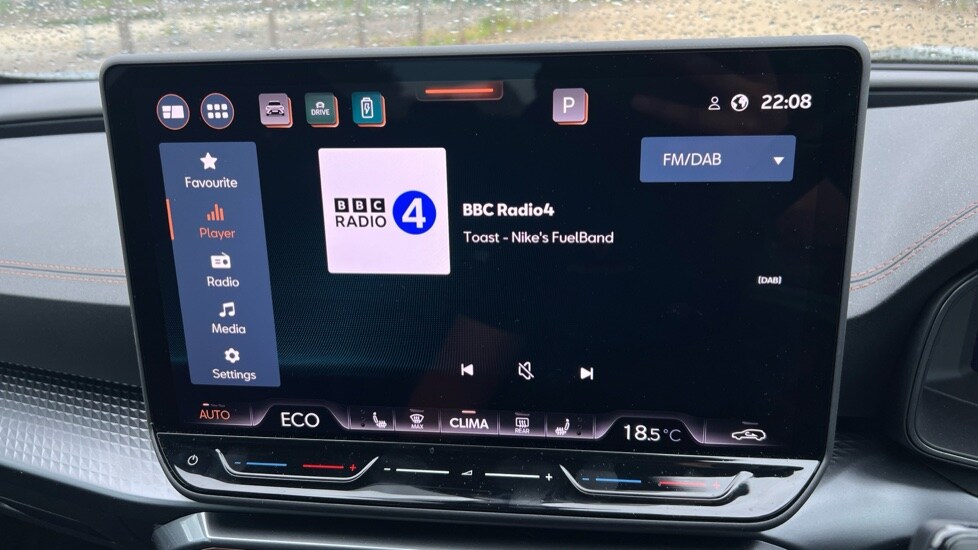 DRIVE
P
22:08
FM/DAB
Favourite
Player
Radio
Media
Settings
BBC
RADIO 4
BBC Radio4
Toast - Nike's FuelBand
(DAB)
AUTO
ECO
MAX
CLIMA
REAR
18.5°C
- +
- +
- +